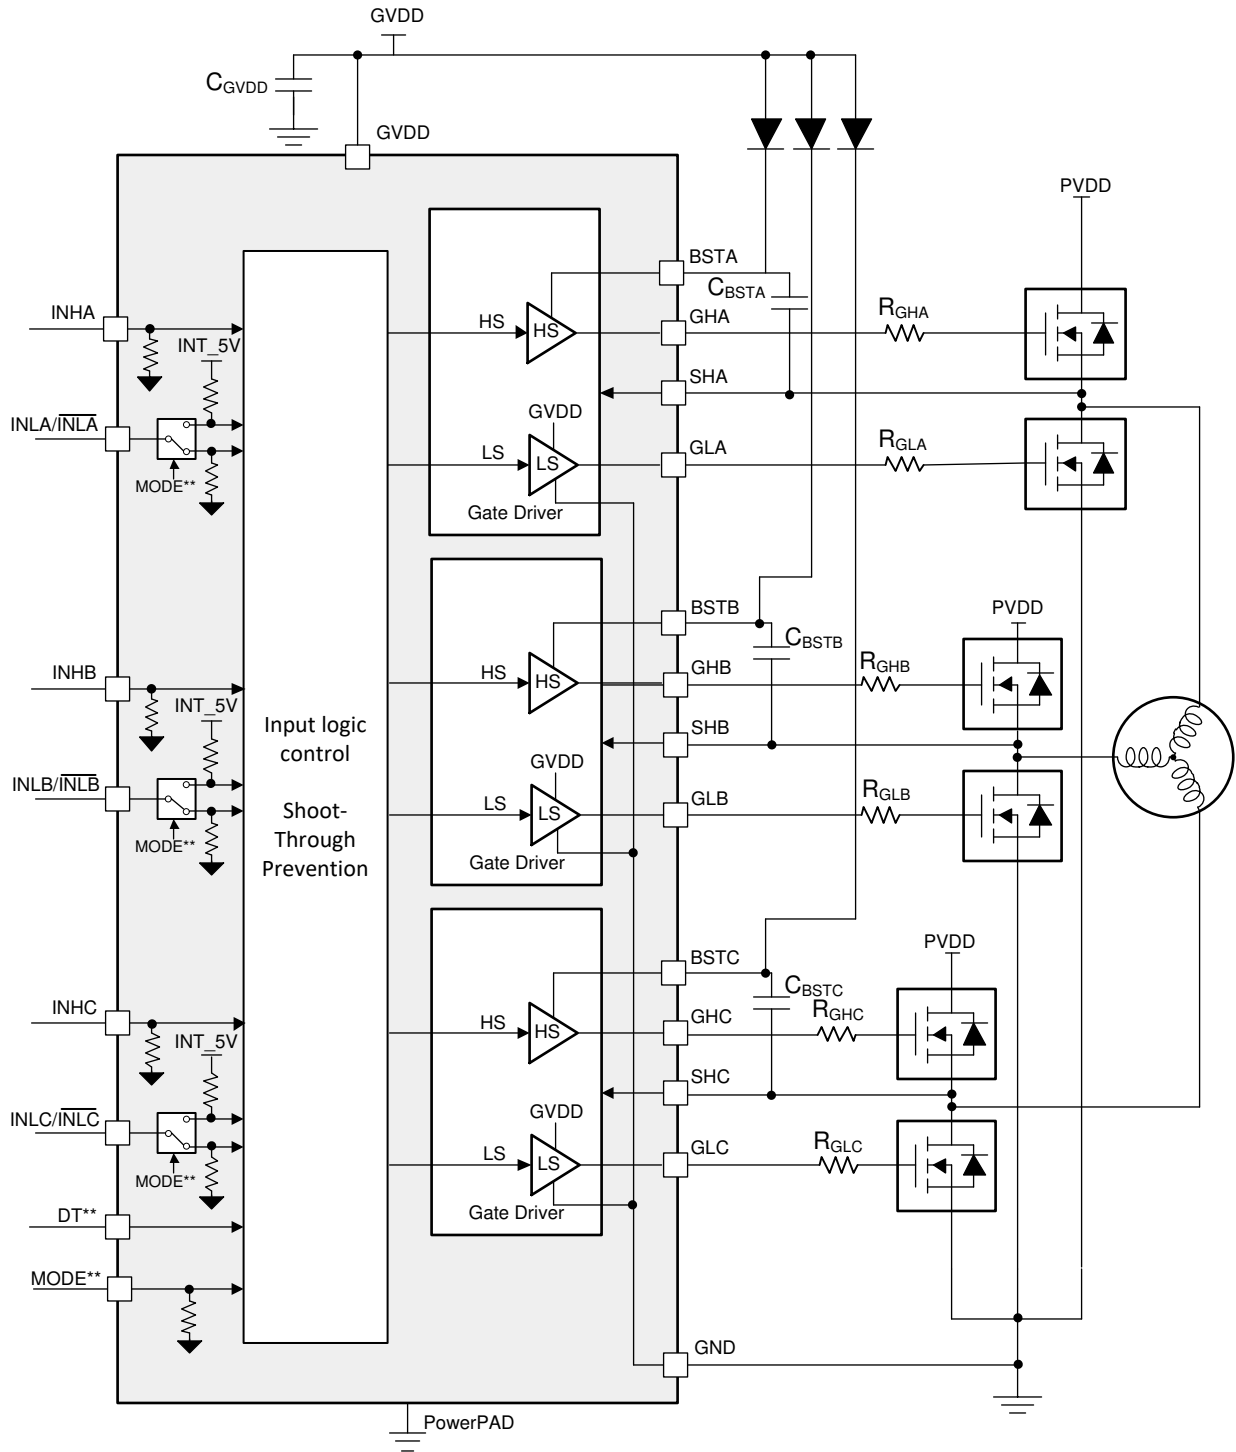 GVDD
CGVDD
GVDD
PVDD
BSTA
CBSTA
INHA
HS
HS
GHA
RGHA
INT_5V
SHA
INLA/INLA
GVDD
LS
LS
GLA
RGLA
MODE**
Gate Driver
BSTB
PVDD
CBSTB
INHB
HS
HS
GHB
RGHB
INT_5V
Input logic
control
Shoot-
Through
Prevention
SHB
INLB/INLB
GVDD
LS
LS
GLB
RGLB
MODE**
Gate Driver
BSTC
PVDD
CBSTC
INHC
HS
HS
GHC
RGHC
INT_5V
SHC
INLC/INLC
GVDD
LS
LS
GLC
RGLC
MODE**
Gate Driver
DT**
MODE**
GND
PowerPAD